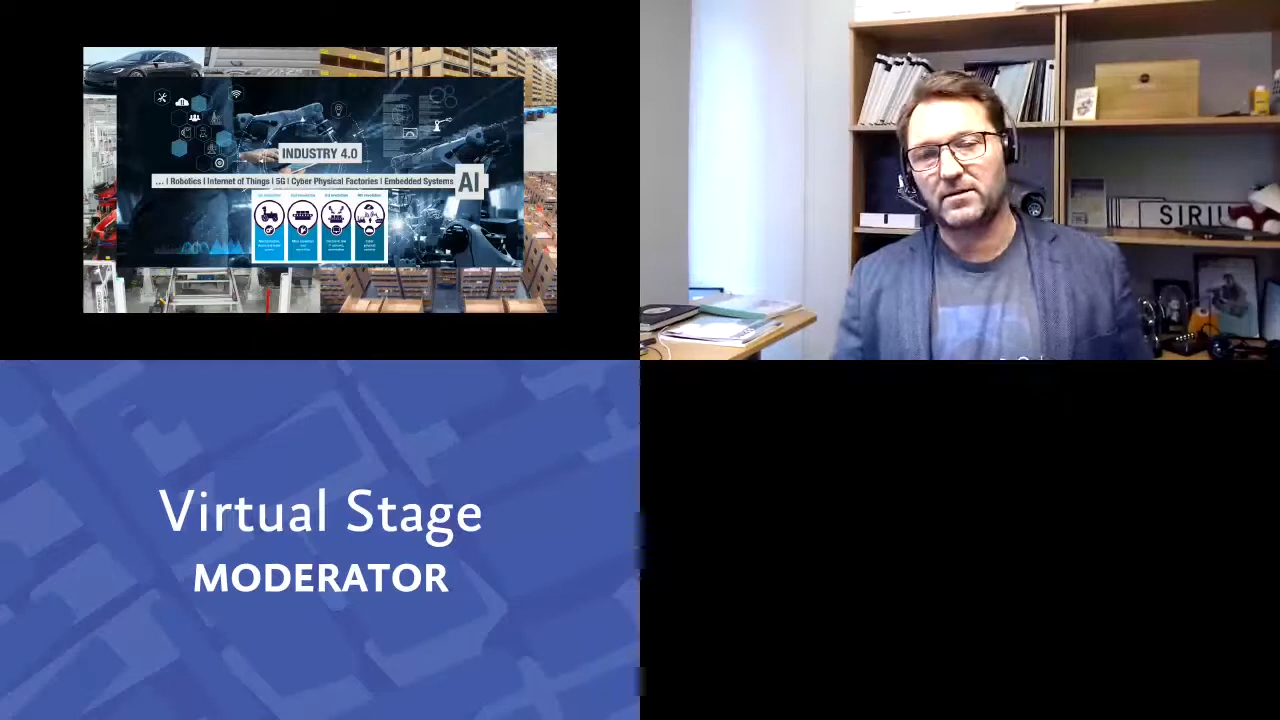 INDUSTRY 4.0
... I Robotics I Internet of Things I 5G I Cyber Physical Factories I Embedded Systems
AI
SIRIU
Virtual Stage
MODERATOR